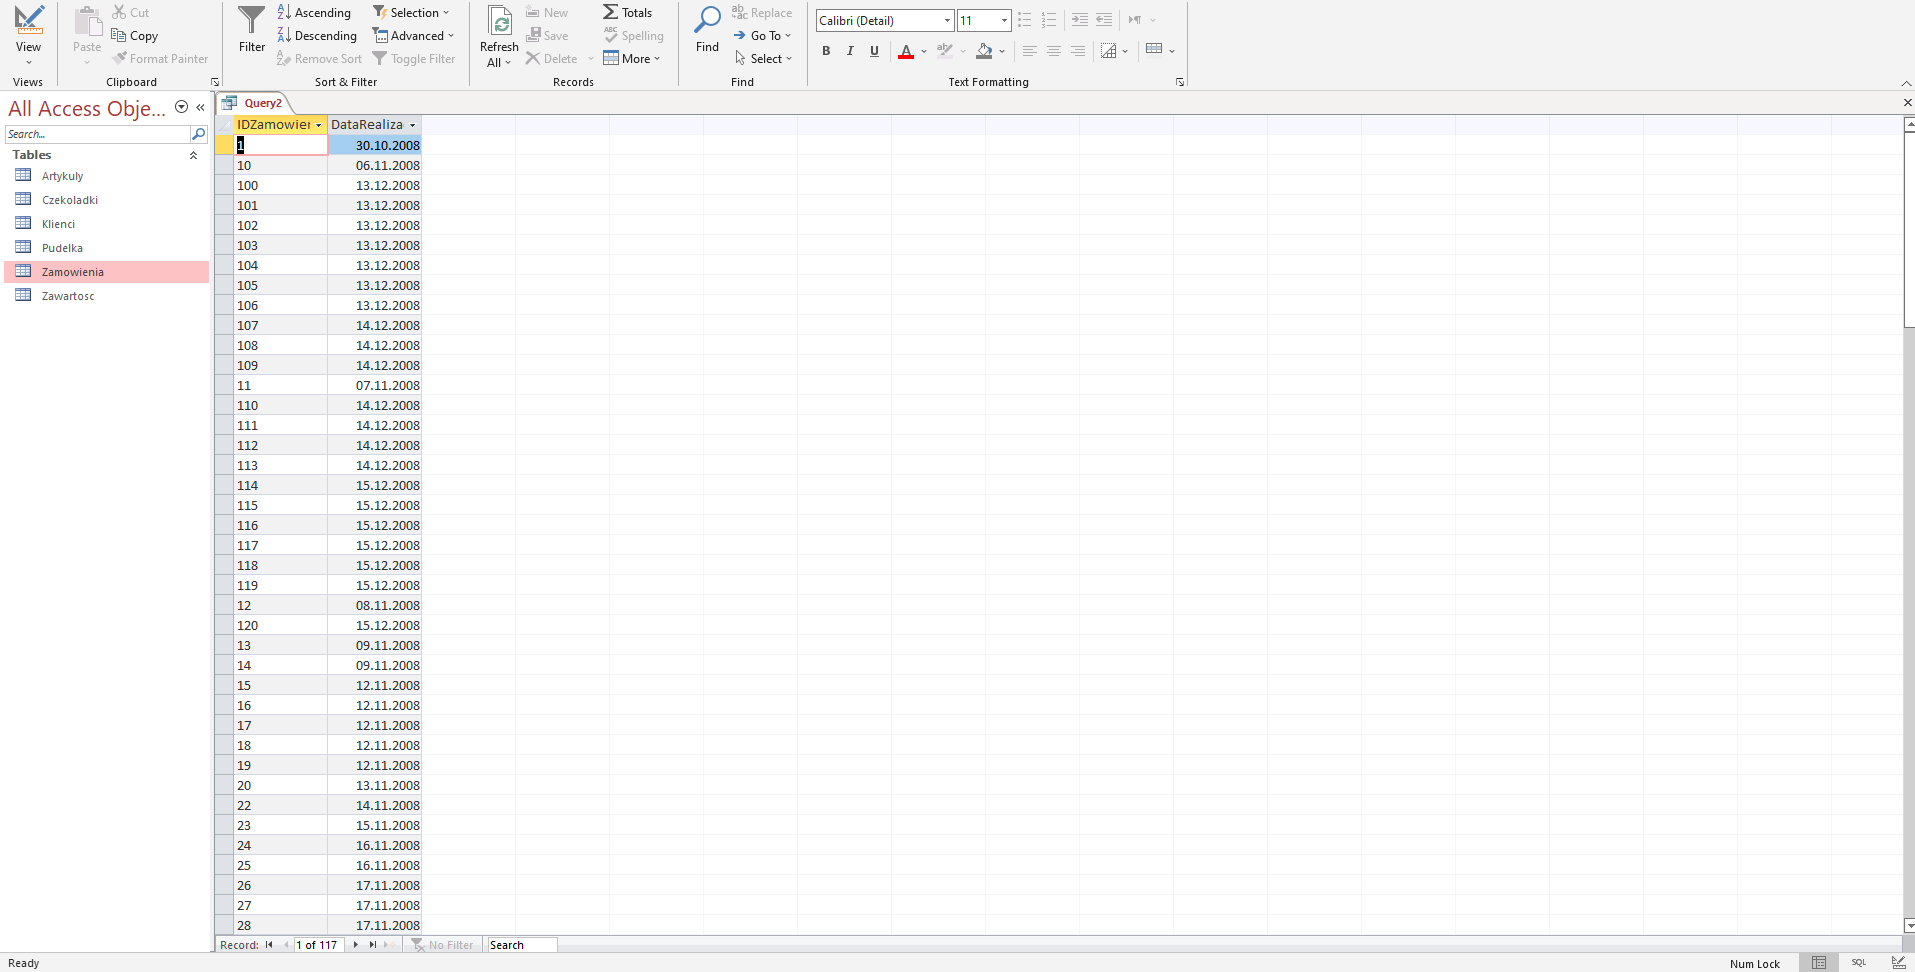 View
Views
Paste
Cut
Copy
Format Painter
Clipboard
Filter
Ascending
Descending
Remove Sort
Selection
Advanced
Toggle Filter
Sort & Filter
Refresh
All
New
Save
Delete
Totals
Spelling
More
Records
Find
Replace
Go To
Select
Find
Calibri (Detail)
11
B I U
Text Formatting
All Access Obje...
Search...
Tables
Artykuly
Czekoladki
Klienci
Pudelka
Zamowienia
Zawartosc
Query2
IDZamowier DataRealiza
1 30.10.2008
10 06.11.2008
100 13.12.2008
101 13.12.2008
102 13.12.2008
103 13.12.2008
104 13.12.2008
105 13.12.2008
106 13.12.2008
107 14.12.2008
108 14.12.2008
109 14.12.2008
11 07.11.2008
110 14.12.2008
111 14.12.2008
112 14.12.2008
113 14.12.2008
114 15.12.2008
115 15.12.2008
116 15.12.2008
117 15.12.2008
118 15.12.2008
119 15.12.2008
12 08.11.2008
120 15.12.2008
13 09.11.2008
14 09.11.2008
15 12.11.2008
16 12.11.2008
17 12.11.2008
18 12.11.2008
19 12.11.2008
20 13.11.2008
22 14.11.2008
23 15.11.2008
24 16.11.2008
25 16.11.2008
26 17.11.2008
27 17.11.2008
28 17.11.2008
Record: 1 of 117 No Filter Search
Ready
Num Lock SQL